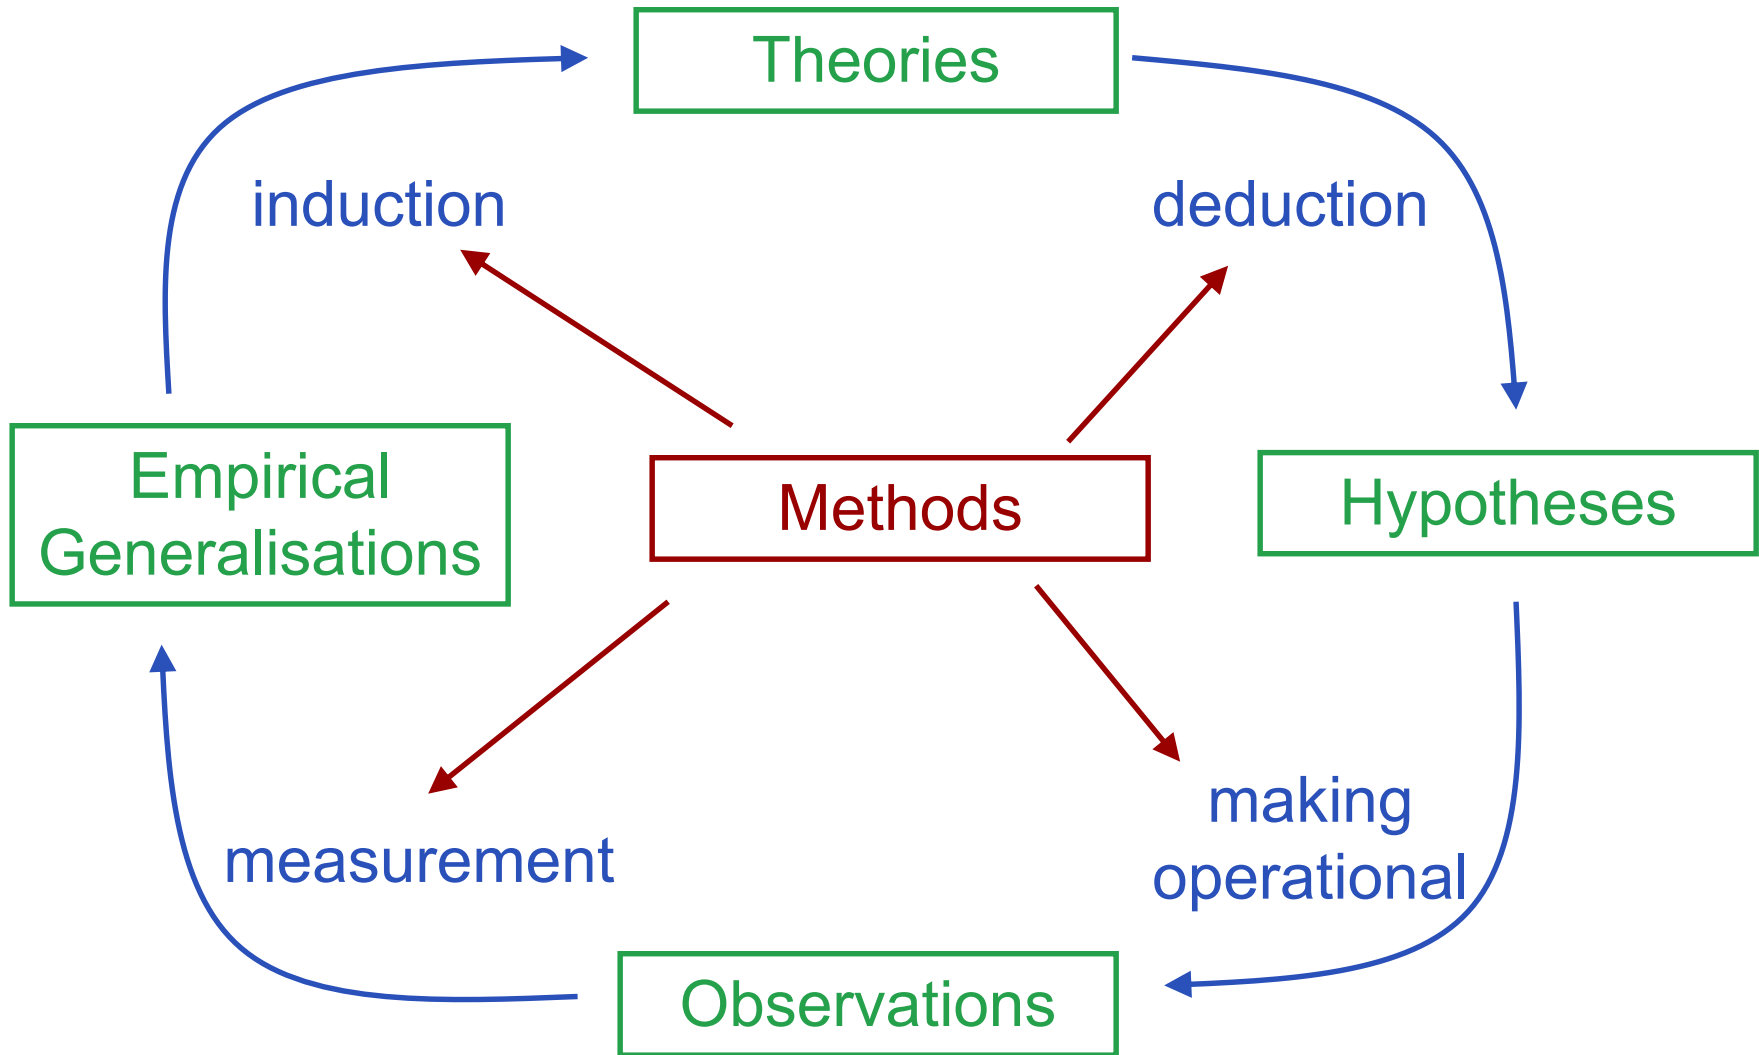 Theories
induction
deduction
Empirical
Generalisations
Methods
Hypotheses
making
operational
measurement
Observations